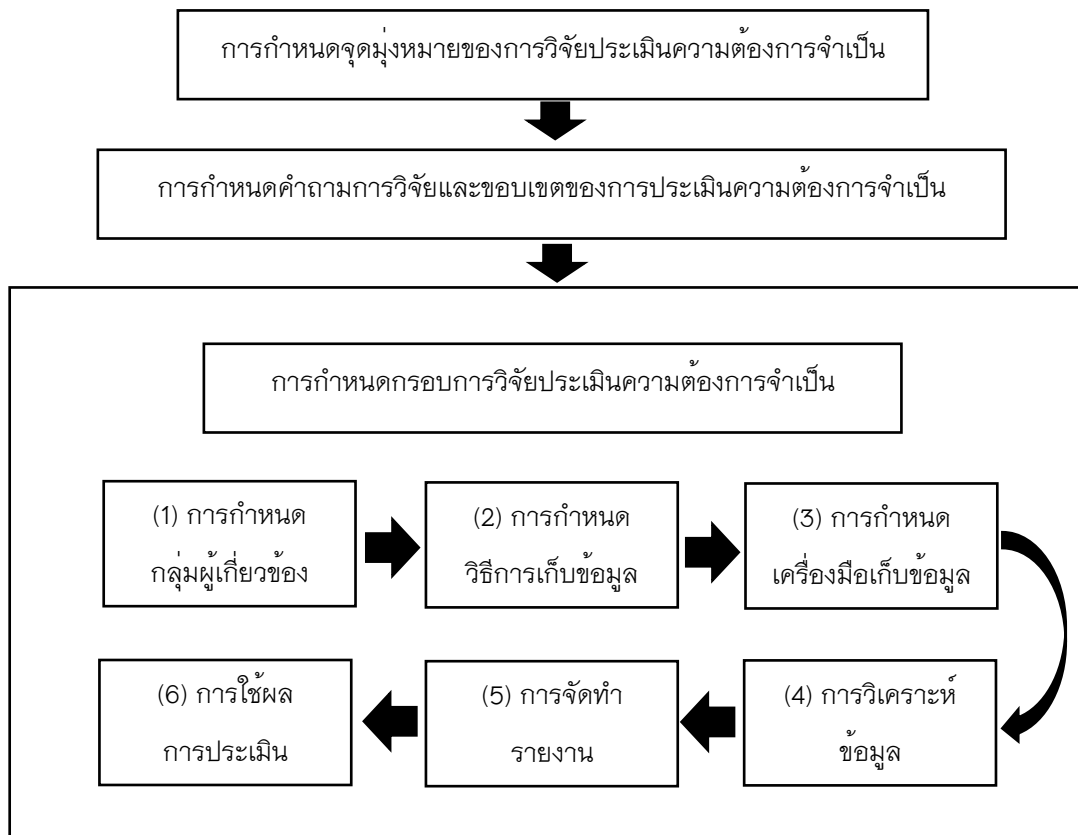 การกำหนดจุดมุ่งหมายของการวิจัยประเมินความต้องการจำเป็น
การกำหนดคำถามการวิจัยและขอบเขตของการประเมินความต้องการจำเป็น
การกำหนดกรอบการวิจัยประเมินความต้องการจำเป็น
(1) การกำหนด
กลุ่มผู้เกี่ยวข้อง
(2) การกำหนด
วิธีการเก็บข้อมูล
(3) การกำหนด
เครื่องมือเก็บข้อมูล
(4) การวิเคราะห์
ข้อมูล
(5) การจัดทำ
รายงาน
(6) การใช้ผล
การประเมิน